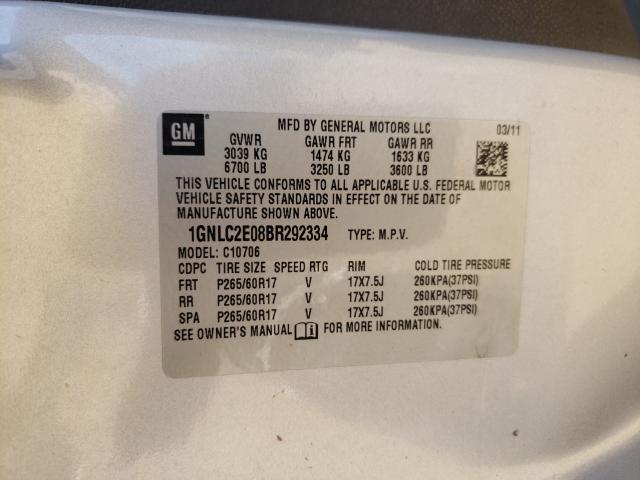 GM ®
MFD BY GENERAL MOTORS LLC 03/11
GVWR GAWR FRT GAWR RR
3039 KG 1474 KG 1633 KG
6700 LB 3250 LB 3600 LB
THIS VEHICLE CONFORMS TO ALL APPLICABLE U.S. FEDERAL MOTOR
VEHICLE SAFETY STANDARDS IN EFFECT ON THE DATE OF
MANUFACTURE SHOWN ABOVE.
1GNLC2E08BR292334 TYPE: M.P.V.
MODEL: C10706
CDPC TIRE SIZE SPEED RTG RIM COLD TIRE PRESSURE
FRT P265/60R17 V 17X7.5J 260KPA(37PSI)
RR P265/60R17 V 17X7.5J 260KPA(37PSI)
SPA P265/60R17 V 17X7.5J 260KPA(37PSI)
SEE OWNER'S MANUAL i FOR MORE INFORMATION.